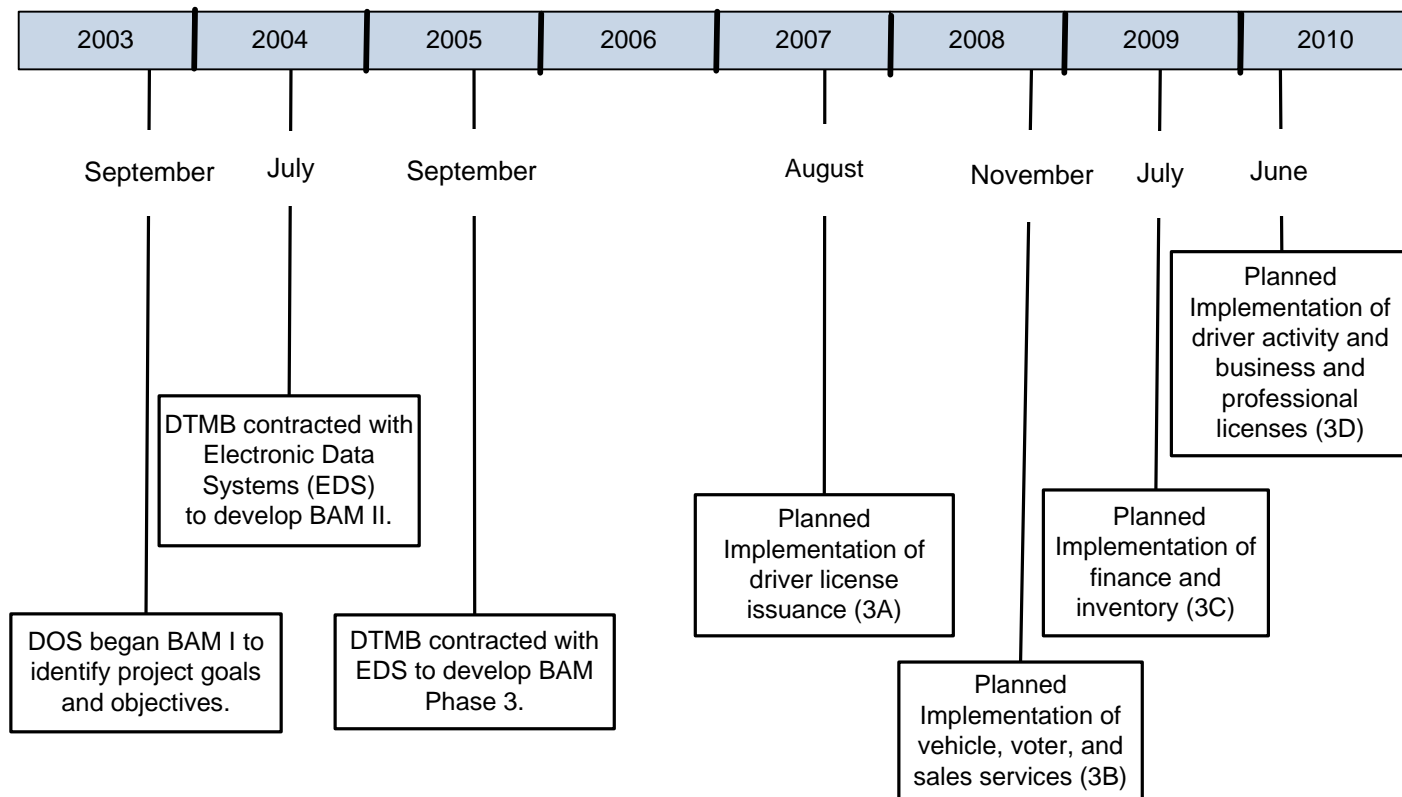 2003
2004
2005
2006
2007
2008
2009
2010
September
July
September
August
November
July
June
DOS began BAM I to
identify project goals
and objectives.
DTMB contracted with
Electronic Data
Systems (EDS)
to develop BAM II.
DTMB contracted with
EDS to develop BAM
Phase 3.
Planned
Implementation of
driver license
issuance (3A)
Planned
Implementation of
vehicle, voter, and
sales services (3B)
Planned
Implementation of
finance and
inventory (3C)
Planned
Implementation of
driver activity and
business and
professional
licenses (3D)